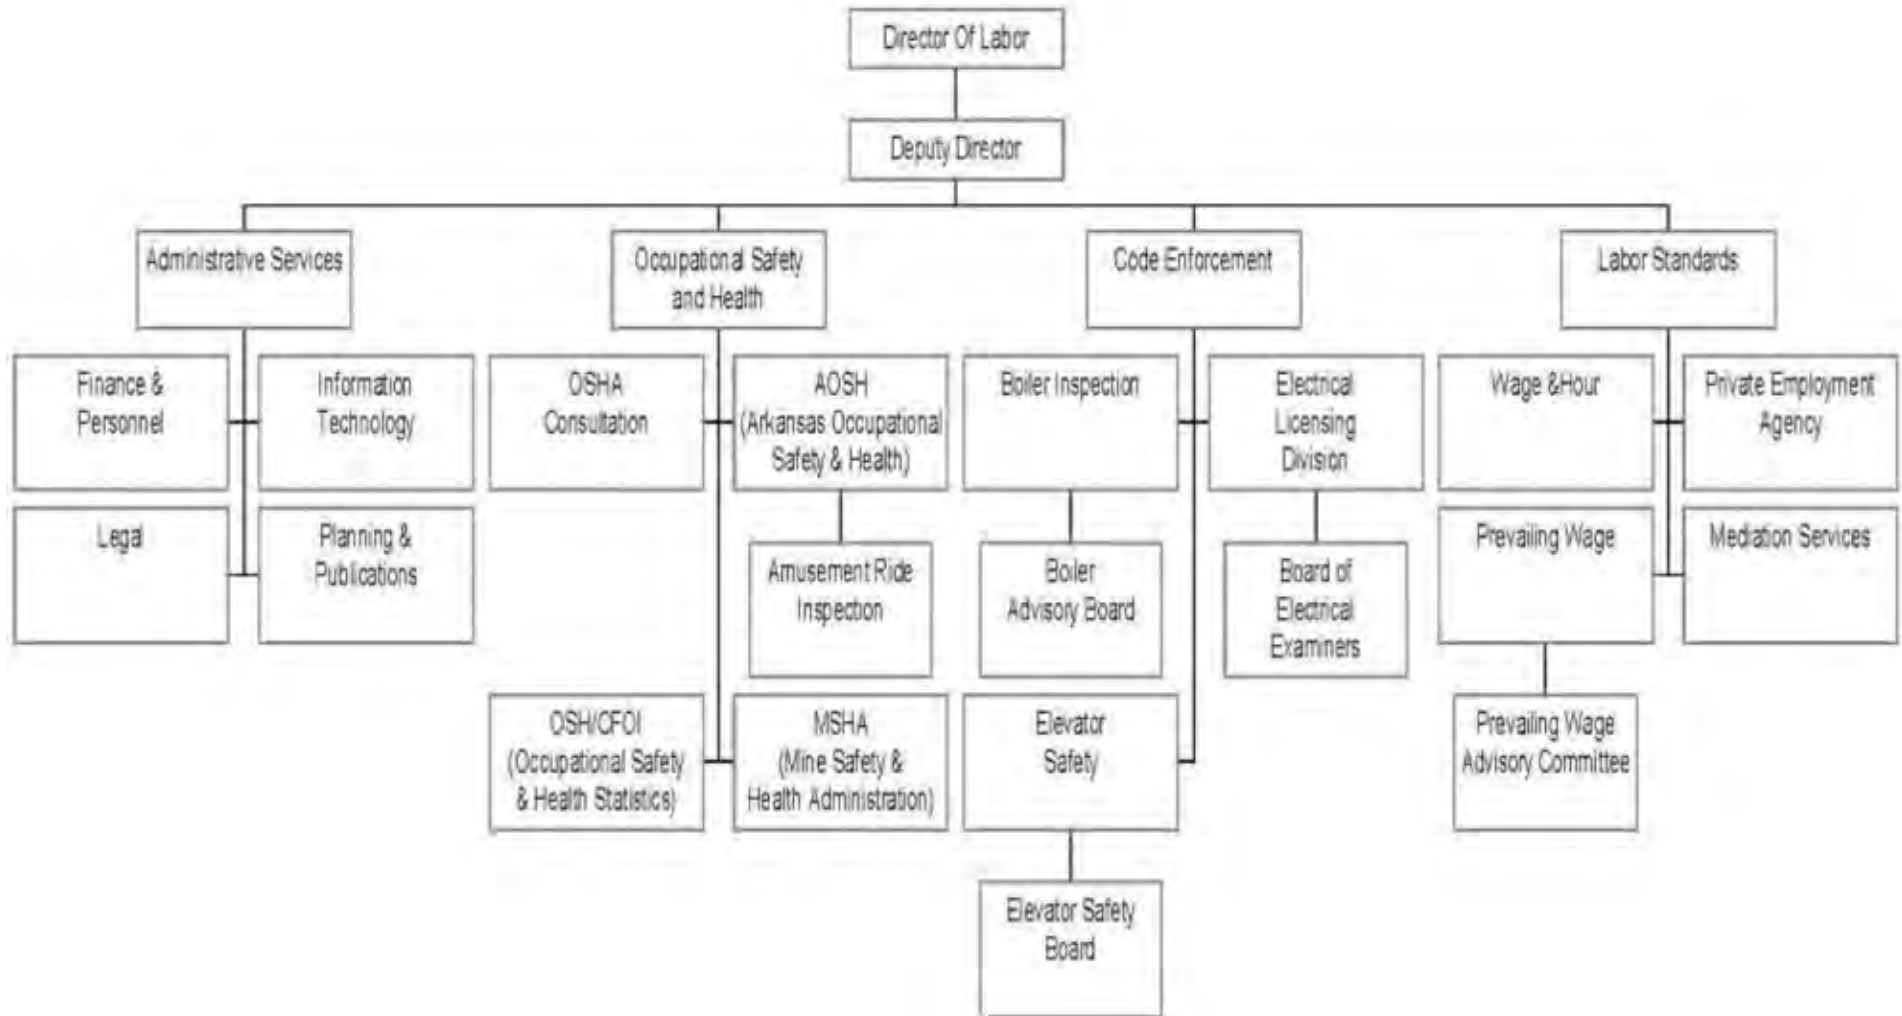 Director Of Labor
Deputy Director
Administrative Services
Occupational Safety
and Health
Code Enforcement
Labor Standards
Finance &
Personnel
Information
Technology
OSHA
Consultation
AOSH
(Arkansas Occupational
Safety & Health)
Boiler Inspection
Electrical
Licensing
Division
Wage &Hour
Private Employment
Agency
Legal
Planning &
Publications
Amusement Ride
Inspection
Boiler
Advisory Board
Board of
Electrical
Examiners
Prevailing Wage
Mediation Services
OSH/CFOI
(Occupational Safety
& Health Statistics)
MSHA
(Mine Safety &
Health Administration)
Elevator
Safety
Prevailing Wage
Advisory Committee
Elevator Safety
Board